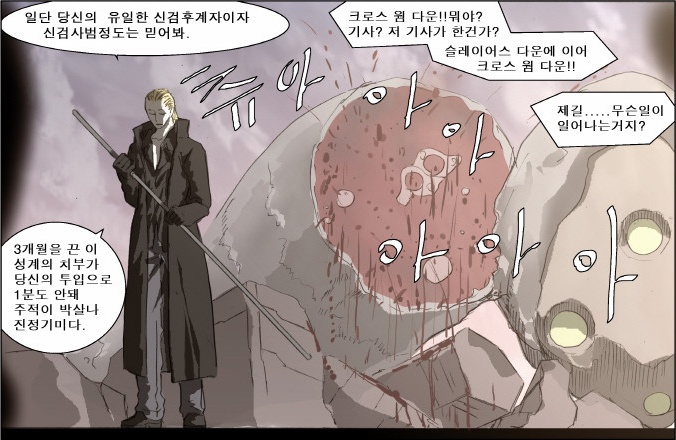 일단 당신의 유일한 신검후계자이자
신검사범정도는 믿어봐.
크로스 웜 다운!!뭐야?
기사? 저 기사가 한건가?
슬레이어스 다운에 이어
크로스 웜 다운!!
제길.....무슨일이
일어나는거지?
쥬아아아아
아아아아
3개월을 끈 이
성계의 치부가
당신의 투입으로
1분도 안돼
주적이 박살나
진정기미다.